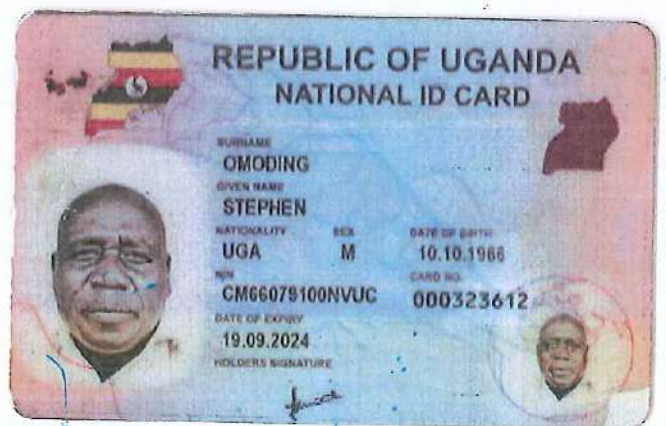 REPUBLIC OF UGANDA
NATIONAL ID CARD
SURNAME
OMODING
GIVEN NAME
STEPHEN
NATIONALITY SEX DATE OF BIRTH
UGA M 10.10.1966
NIN CARD NO.
CM66079100NVUC 000323612
DATE OF EXPIRY
19.09.2024
HOLDERS SIGNATURE